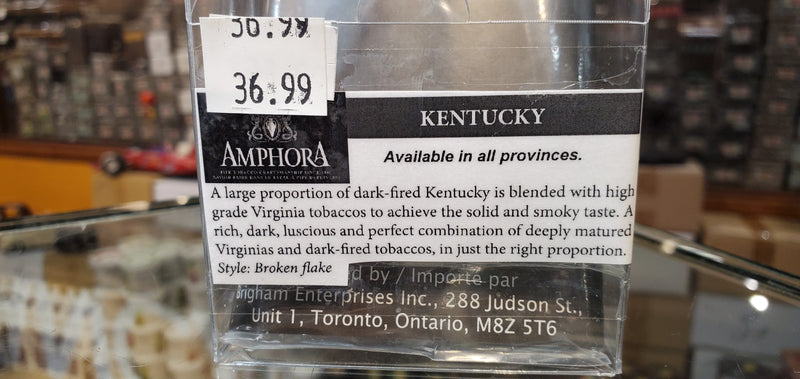 36.99
36.99
KENTUCKY
AMPHORA
Available in all provinces.
A large proportion of dark-fired Kentucky is blended with high
grade Virginia tobaccos to achieve the solid and smoky taste. A
rich, dark, luscious and perfect combination of deeply matured
Virginias and dark-fired tobaccos, in just the right proportion.
Style: Broken flake
d by / Importé par
Brigham Enterprises Inc., 288 Judson St.,
Unit 1, Toronto, Ontario, M8Z 5T6